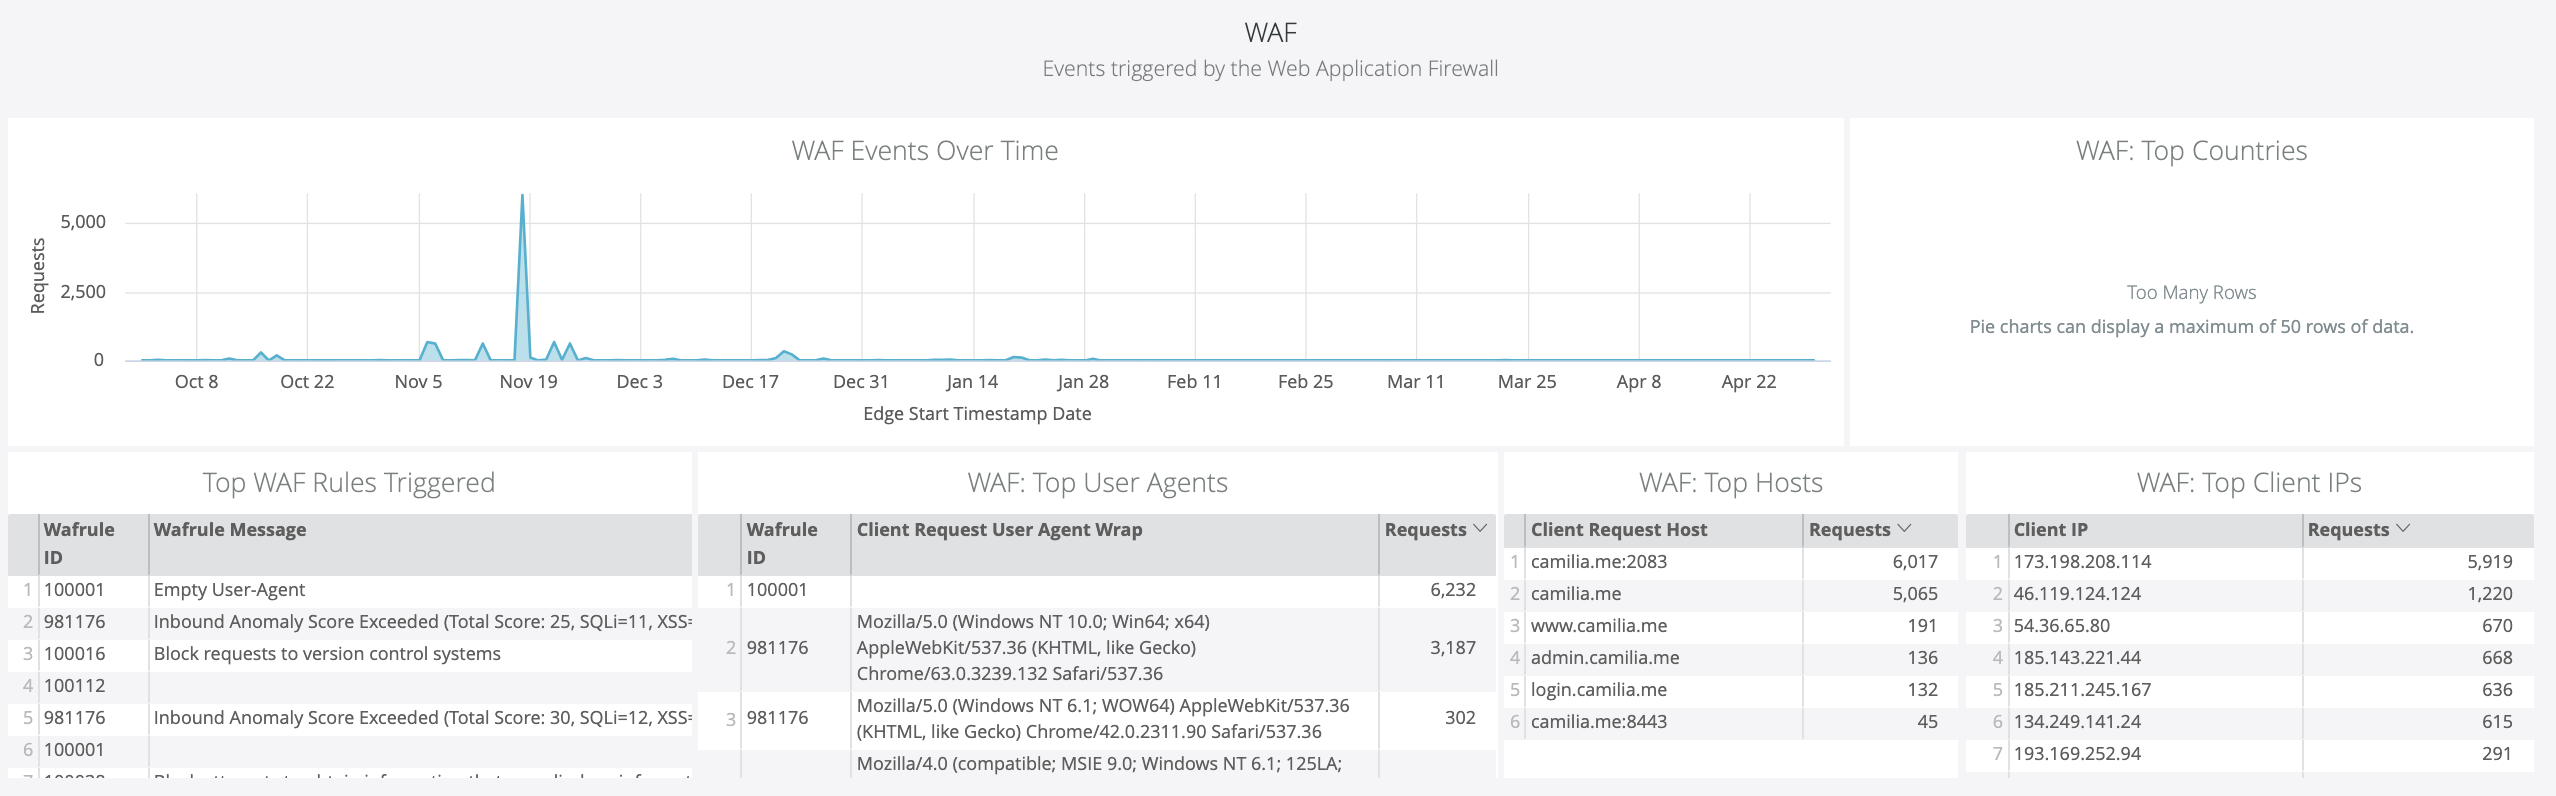 WAF
Events triggered by the Web Application Firewall
WAF Events Over Time
Requests
5,000
2,500
0
Oct 8 Oct 22 Nov 5 Nov 19 Dec 3 Dec 17 Dec 31 Jan 14 Jan 28 Feb 11 Feb 25 Mar 11 Mar 25 Apr 8 Apr 22
Edge Start Timestamp Date
WAF: Top Countries
Too Many Rows
Pie charts can display a maximum of 50 rows of data.
Top WAF Rules Triggered
Wafrule ID Wafrule Message
1 100001 Empty User-Agent
2 981176 Inbound Anomaly Score Exceeded (Total Score: 25, SQLi=11, XSS=
3 100016 Block requests to version control systems
4 100112
5 981176 Inbound Anomaly Score Exceeded (Total Score: 30, SQLi=12, XSS=
6 100001
WAF: Top User Agents
Wafrule ID Client Request User Agent Wrap Requests
1 100001 6,232
2 981176 Mozilla/5.0 (Windows NT 10.0; Win64; x64)
AppleWebKit/537.36 (KHTML, like Gecko)
Chrome/63.0.3239.132 Safari/537.36 3,187
3 981176 Mozilla/5.0 (Windows NT 6.1; WOW64) AppleWebKit/537.36
(KHTML, like Gecko) Chrome/42.0.2311.90 Safari/537.36 302
Mozilla/4.0 (compatible; MSIE 9.0; Windows NT 6.1; 125LA;
WAF: Top Hosts
Client Request Host Requests
1 camilia.me:2083 6,017
2 camilia.me 5,065
3 www.camilia.me 191
4 admin.camilia.me 136
5 login.camilia.me 132
6 camilia.me:8443 45
WAF: Top Client IPs
Client IP Requests
1 173.198.208.114 5,919
2 46.119.124.124 1,220
3 54.36.65.80 670
4 185.143.221.44 668
5 185.211.245.167 636
6 134.249.141.24 615
7 193.169.252.94 291